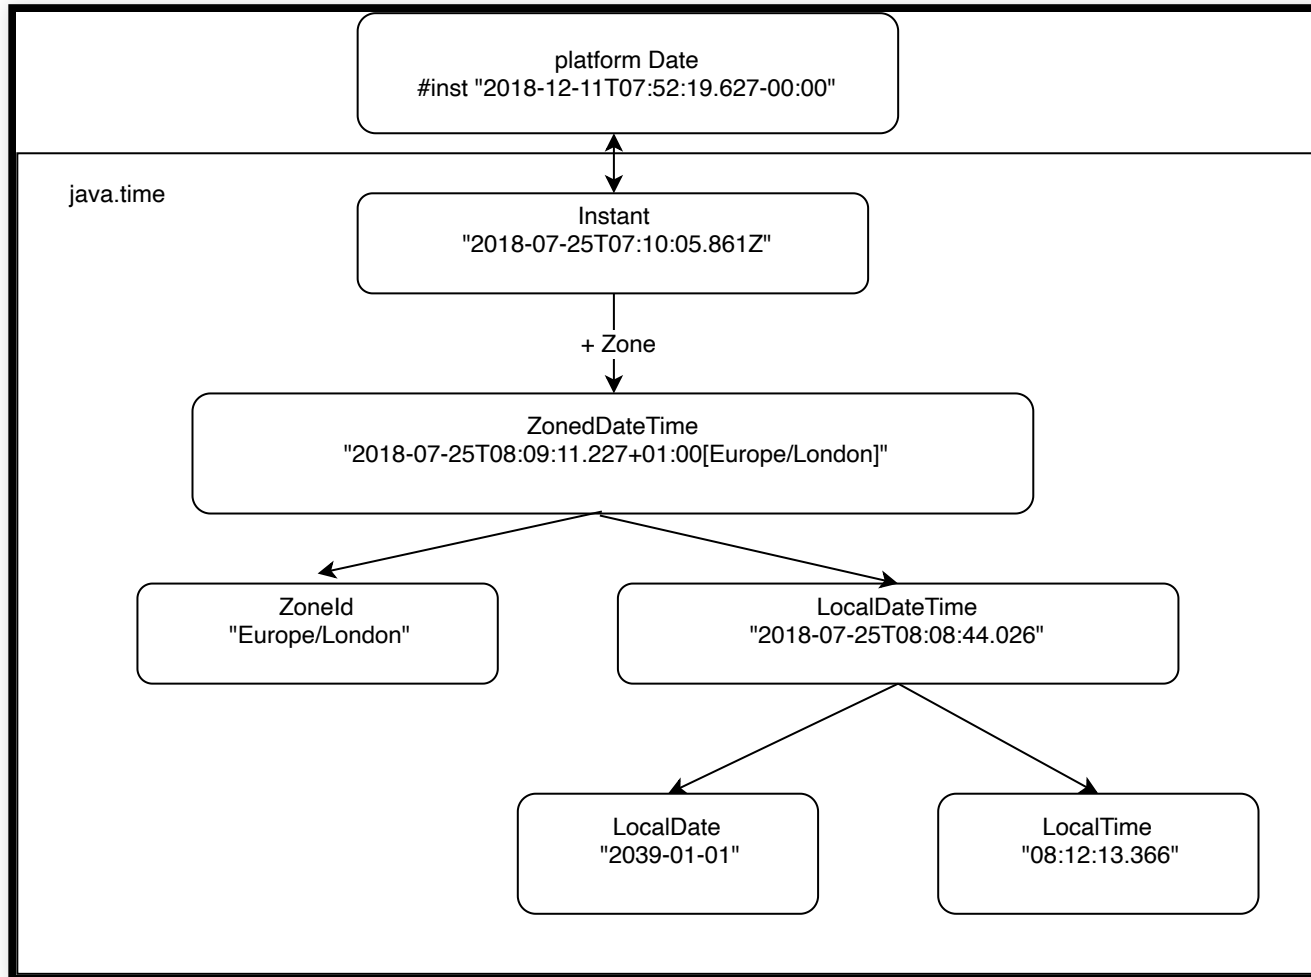 platform Date
#inst "2018-12-11T07:52:19.627-00:00"
java.time
Instant
"2018-07-25T07:10:05.861Z"
+ Zone
ZonedDateTime
"2018-07-25T08:09:11.227+01:00[Europe/London]"
ZoneId
"Europe/London"
LocalDateTime
"2018-07-25T08:08:44.026"
LocalDate
"2039-01-01"
LocalTime
"08:12:13.366"